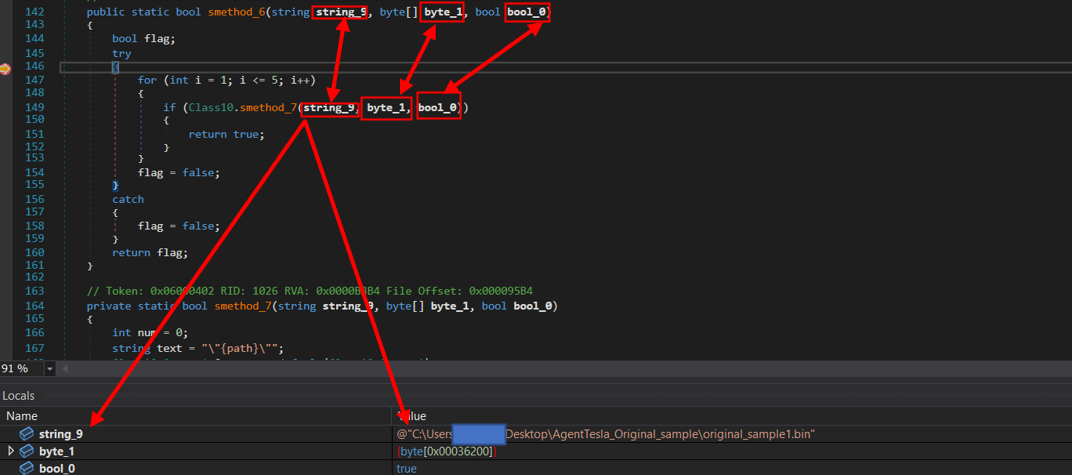 142 public static bool smethod_6(string string_9, byte[] byte_1, bool bool_0)
143 {
144 bool flag;
145 try
146 {
147 for (int i = 1; i <= 5; i++)
148 {
149 if (Class10.smethod_7(string_9, byte_1, bool_0))
150 {
151 return true;
152 }
153 }
154 flag = false;
155 }
156 catch
157 {
158 flag = false;
159 }
160 return flag;
161 }
162
163 // Token: 0x06000402 RID: 1026 RVA: File Offset: 0x000095B4
164 private static bool smethod_7(string string_9, byte[] byte_1, bool bool_0)
165 {
166 int num = 0;
167 string text = "\"{path}\"";
91 %
Locals
Name Value
string_9 @"C:\Users Desktop\AgentTesla_Original_sample\original_sample1.bin"
byte_1 {byte[0x00036200]}
bool_0 true